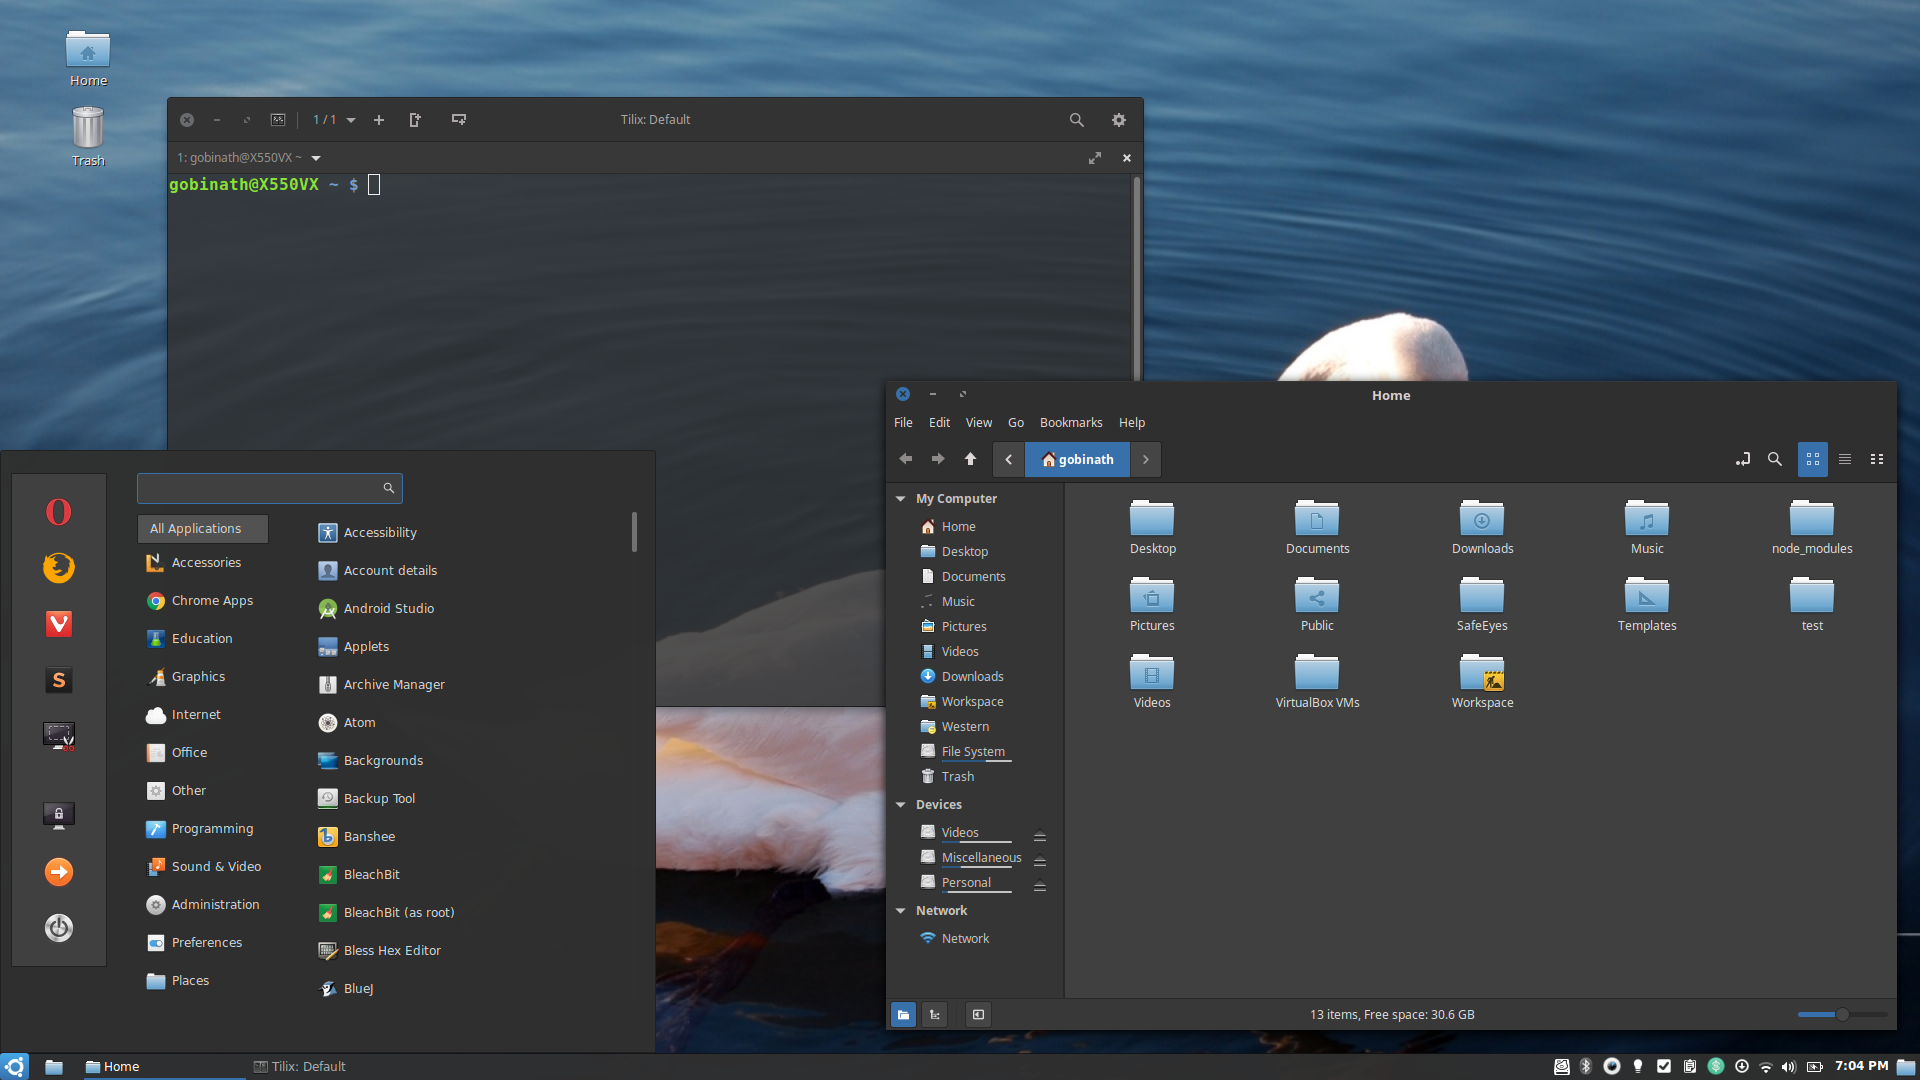 Home
Trash
1 / 1
Tilix: Default
1: gobinath@X550VX ~
gobinath@X550VX ~ $
All Applications
Accessories
Chrome Apps
Education
Graphics
Internet
Office
Other
Programming
Sound & Video
Administration
Preferences
Places
Accessibility
Account details
Android Studio
Applets
Archive Manager
Atom
Backgrounds
Backup Tool
Banshee
BleachBit
BleachBit (as root)
Bless Hex Editor
BlueJ
Home
File Edit View Go Bookmarks Help
gobinath
My Computer
Home
Desktop
Documents
Music
Pictures
Videos
Downloads
Workspace
Western
File System
Trash
Devices
Videos
Miscellaneous
Personal
Network
Network
Desktop Documents Downloads Music node_modules
Pictures Public SafeEyes Templates test
Videos VirtualBox VMs Workspace
13 items, Free space: 30.6 GB
Home
Tilix: Default
7:04 PM